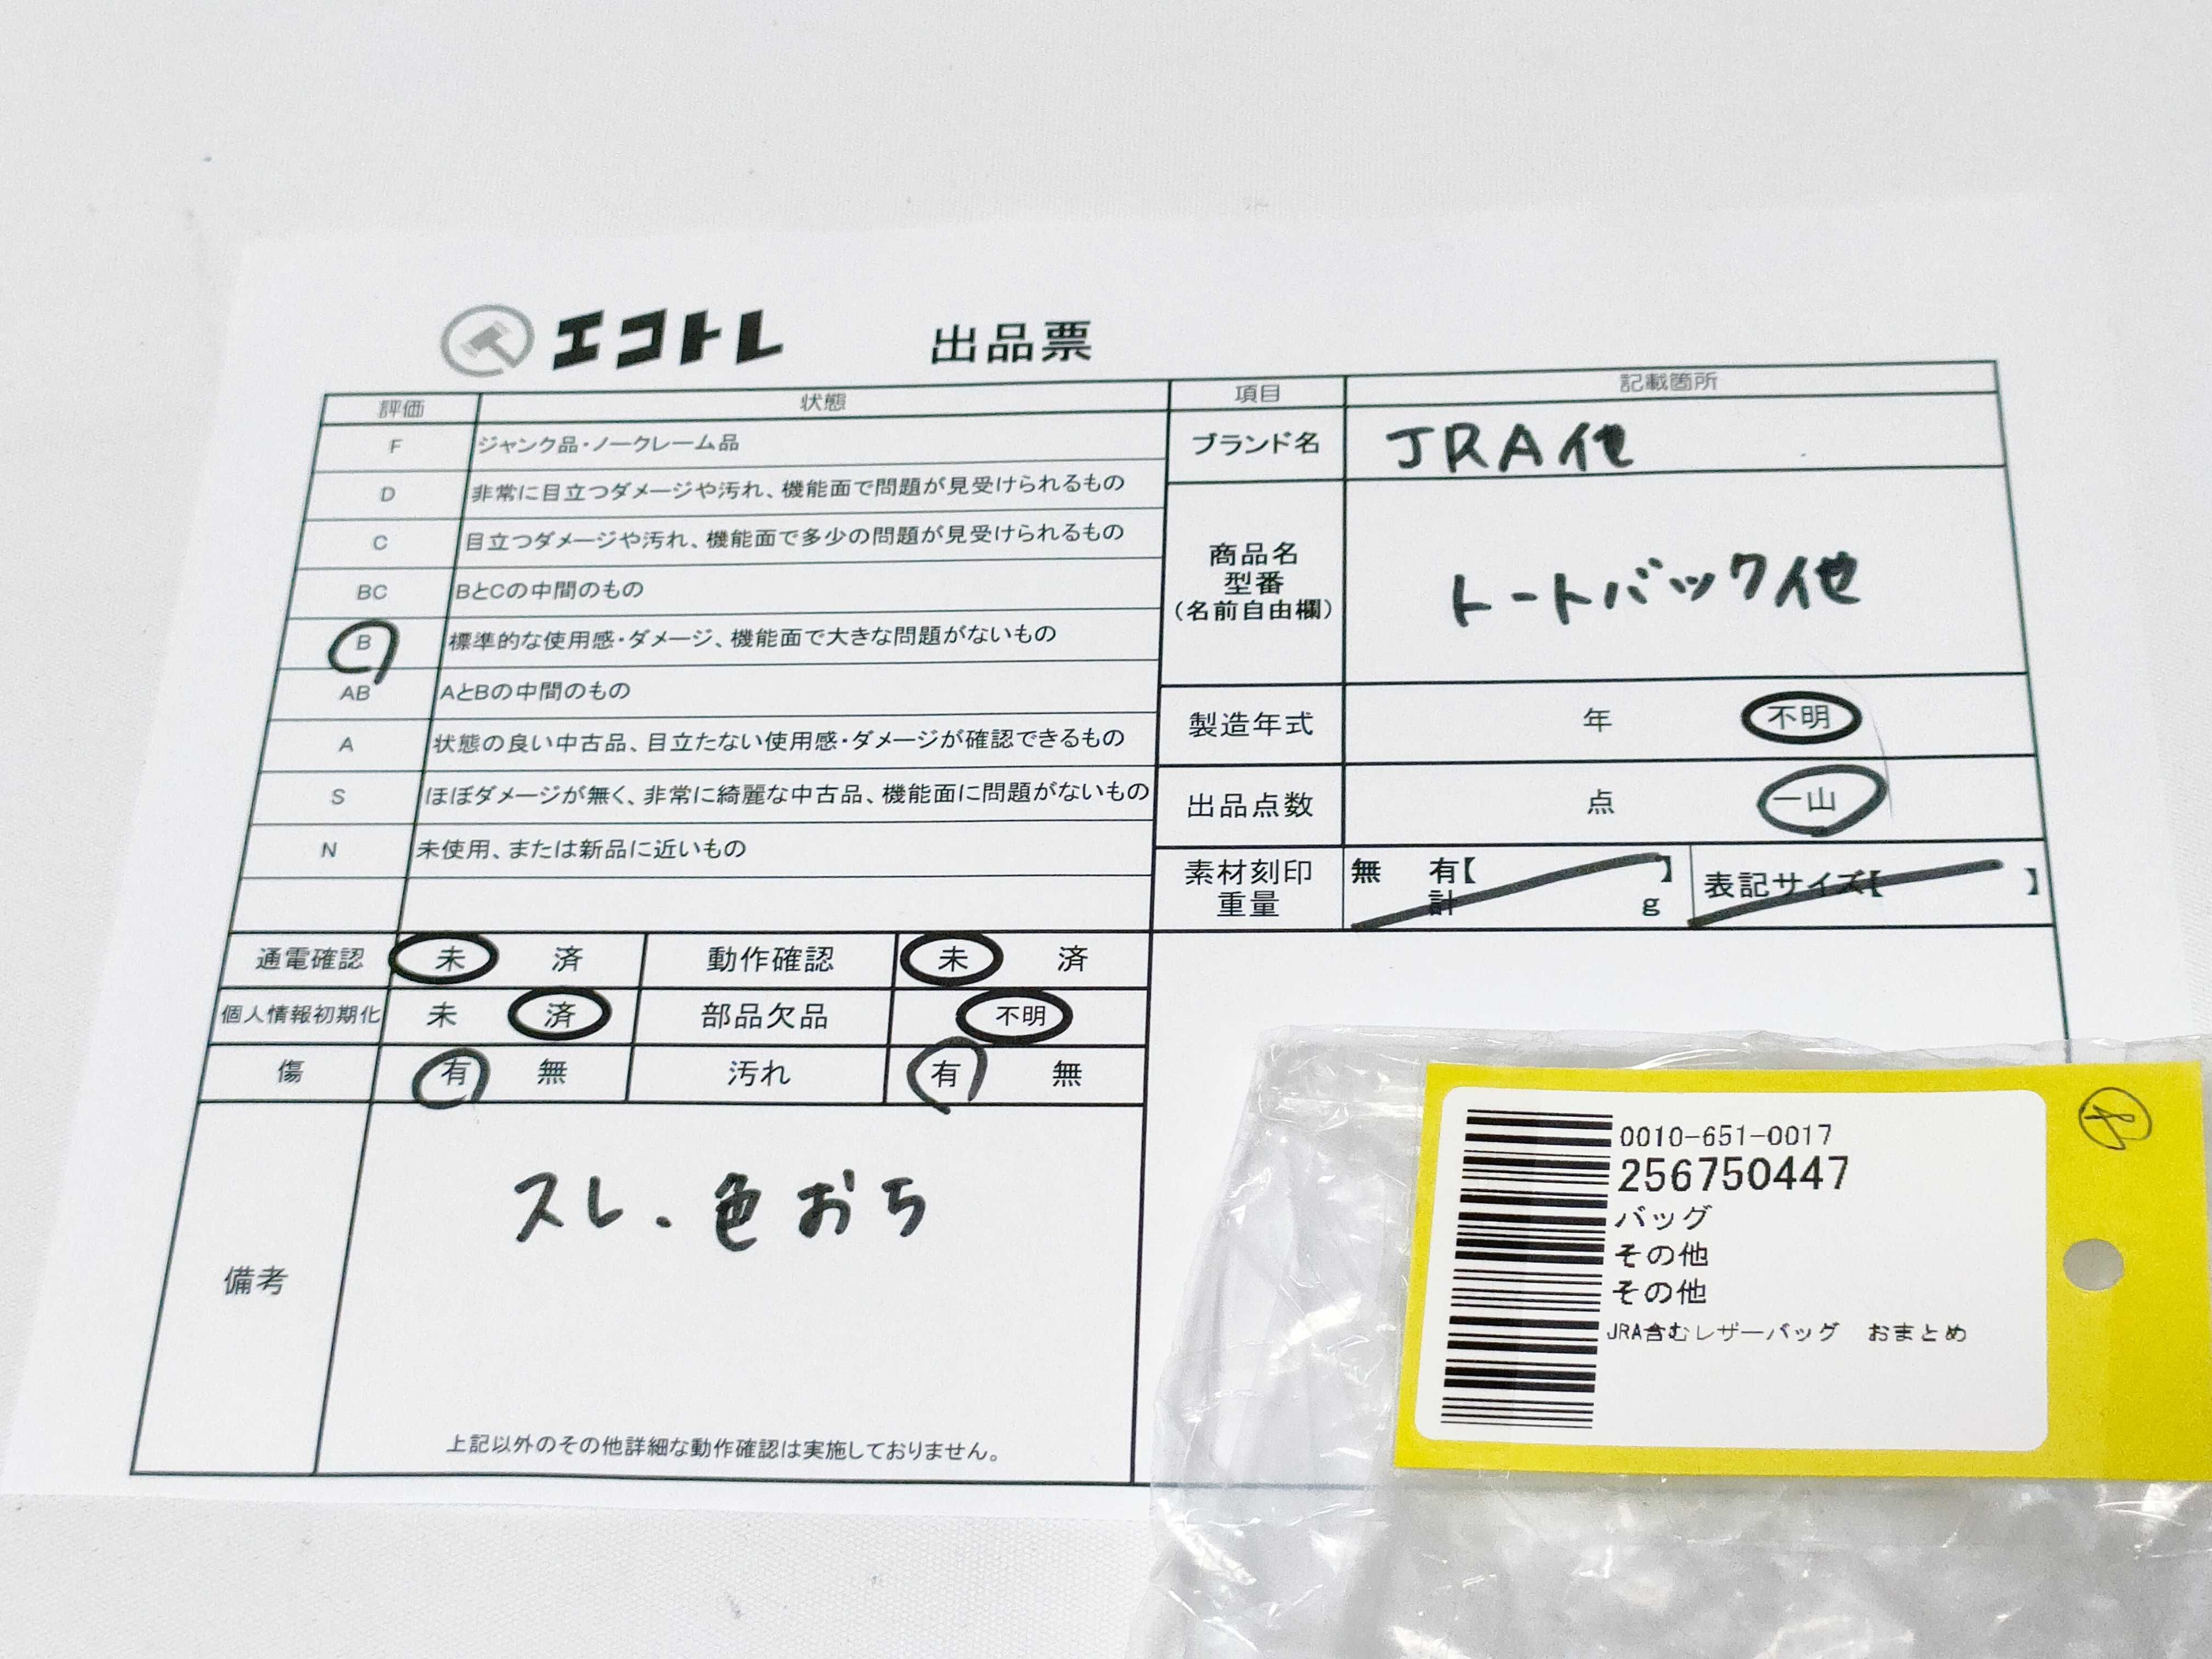 エコトレ 出品票
評価 状態
F ジャンク品・ノークレーム品
D 非常に目立つダメージや汚れ、機能面で問題が見受けられるもの
C 目立つダメージや汚れ、機能面で多少の問題が見受けられるもの
BC BとCの中間のもの
B 標準的な使用感・ダメージ、機能面で大きな問題がないもの
AB AとBの中間のもの
A 状態の良い中古品、目立たない使用感・ダメージが確認できるもの
S ほぼダメージが無く、非常に綺麗な中古品、機能面に問題がないもの
N 未使用、または新品に近いもの
項目 記載箇所
ブランド名 JRA他
商品名
型番
(名前自由欄)
トートバック他
製造年式 年 不明
出品点数 点 一山
素材刻印 無 有【 】
重量 計 g
表記サイズ【 】
通電確認 未 済 動作確認 未 済
個人情報初期化 未 済 部品欠品 不明
傷 有 無 汚れ 有 無
備考
スレ.色おち
上記以外のその他詳細な動作確認は実施しておりません。
0010-651-0017
256750447
バッグ
その他
その他
JRA含むレザーバッグ おまとめ